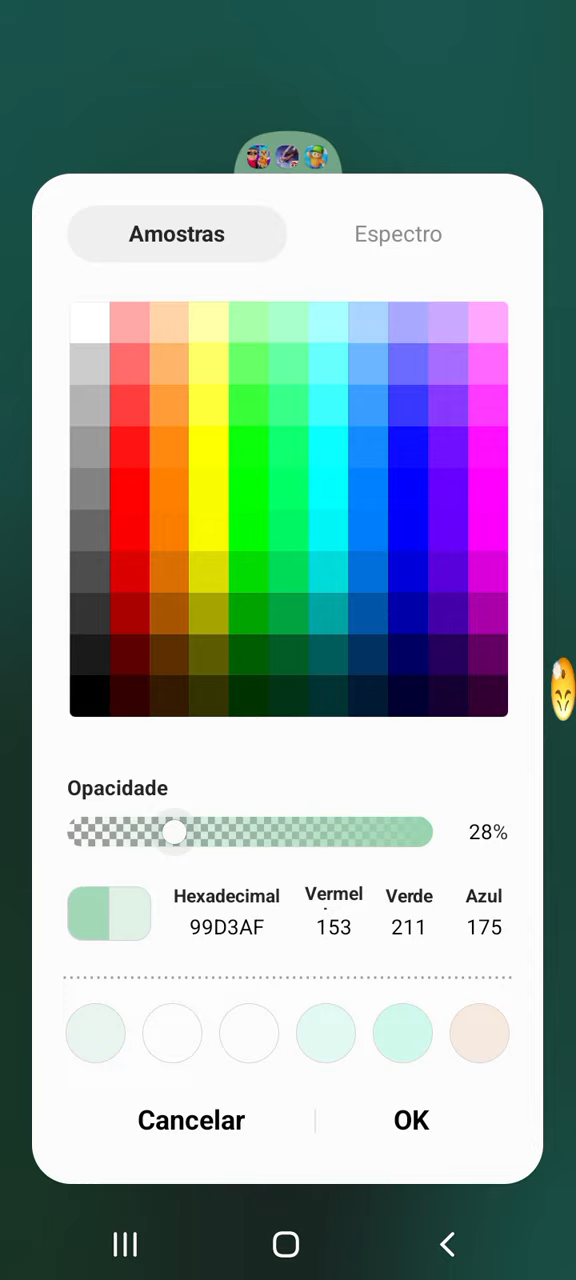 Amostras Espectro
Opacidade
28%
Hexadecimal Vermel Verde Azul
99D3AF 153 211 175
Cancelar OK